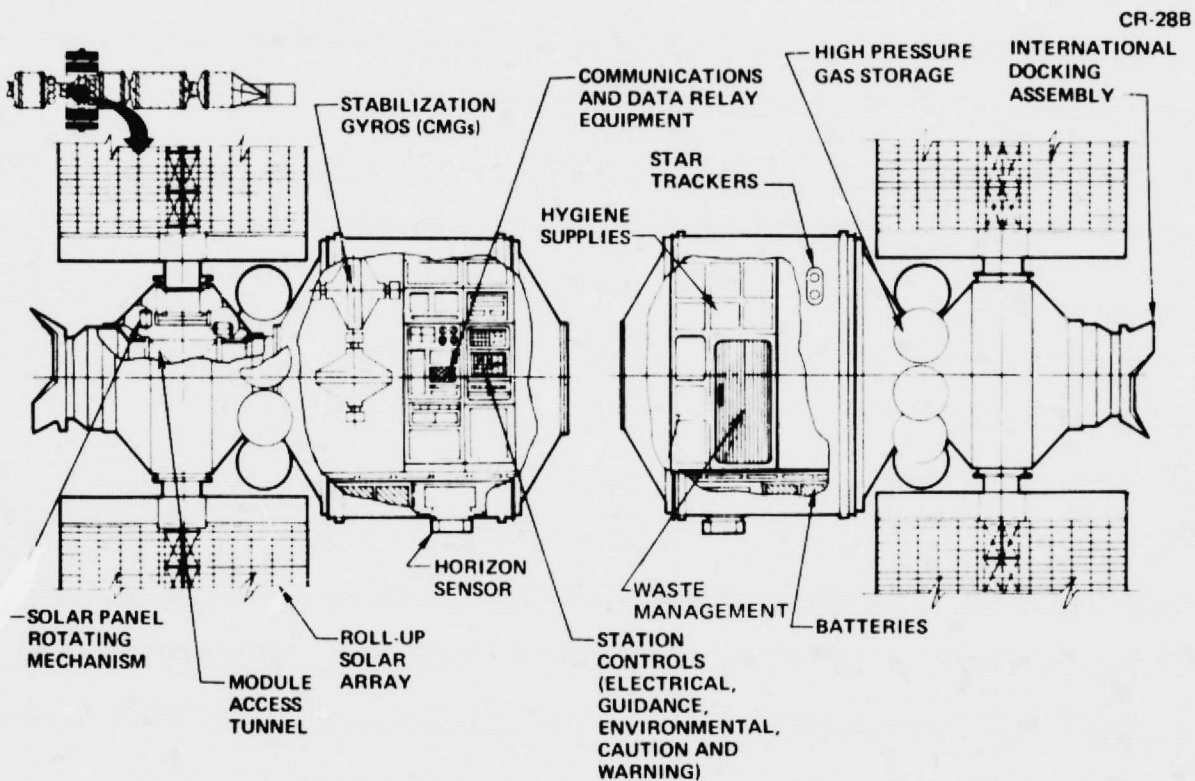 CR-28B
HIGH PRESSURE
GAS STORAGE
INTERNATIONAL
DOCKING
ASSEMBLY
COMMUNICATIONS
AND DATA RELAY
EQUIPMENT
STABILIZATION
GYROS (CMGs)
STAR
TRACKERS
HYGIENE
SUPPLIES
HORIZON
SENSOR
WASTE
MANAGEMENT
BATTERIES
SOLAR PANEL
ROTATING
MECHANISM
ROLL-UP
SOLAR
ARRAY
MODULE
ACCESS
TUNNEL
STATION
CONTROLS
(ELECTRICAL,
GUIDANCE,
ENVIRONMENTAL,
CAUTION AND
WARNING)